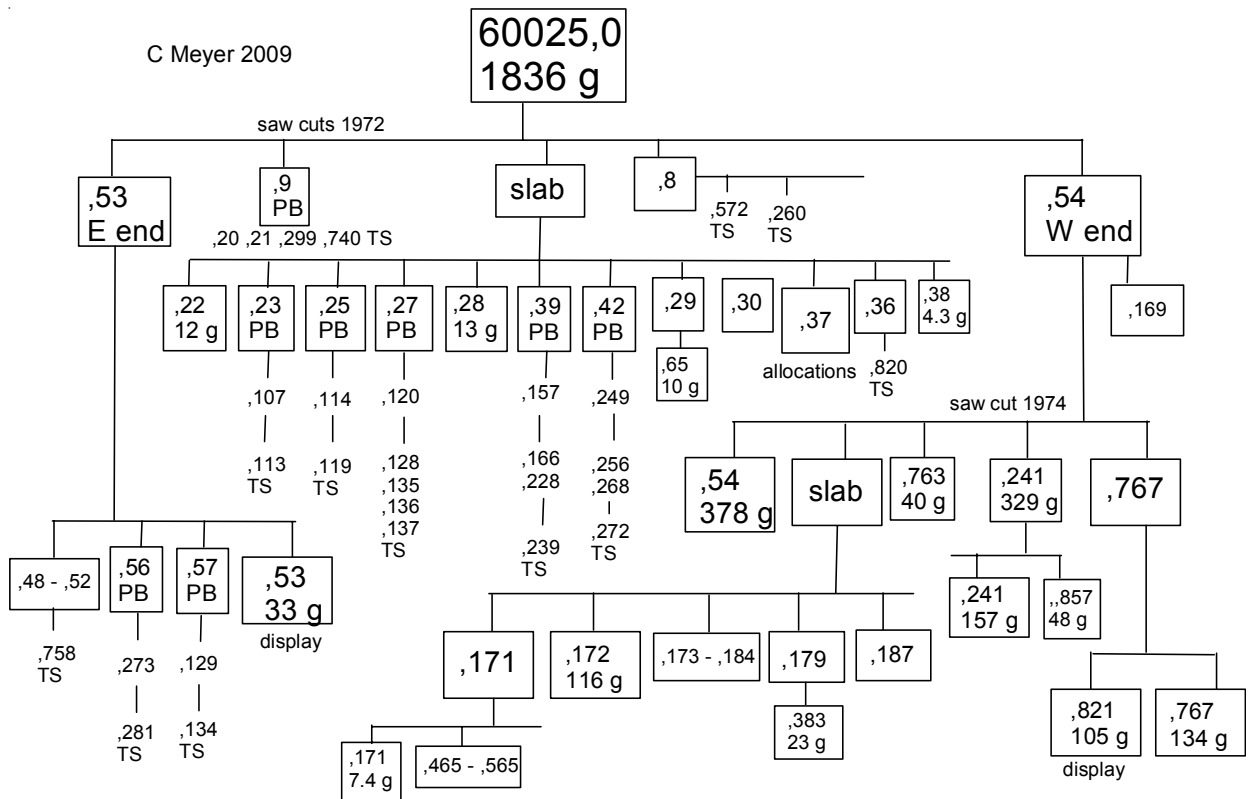 C Meyer 2009
60025,0
1836 g
saw cuts 1972
,53
E end
,9
PB
slab
,8
,572
TS
,260
TS
,54
W end
,169
,20 ,21 ,299 ,740 TS
,22
12 g
,23
PB
,25
PB
,27
PB
,28
13 g
,39
PB
,42
PB
,29
,30
,37
,36
,38
4.3 g
,65
10 g
allocations
,820
TS
,107
,114
,120
,157
,249
,113
TS
,119
TS
,128
,135
,136
,137
TS
,166
,228
,239
TS
,256
,268
,272
TS
saw cut 1974
,54
378 g
slab
,763
40 g
,241
329 g
,767
,48 - ,52
,56
PB
,57
PB
,53
33 g
display
,758
TS
,273
,129
,281
TS
,134
TS
,241
157 g
,,857
48 g
,171
,172
116 g
,173 - ,184
,179
,187
,383
23 g
,171
7.4 g
,465 - ,565
,821
105 g
,767
134 g
display